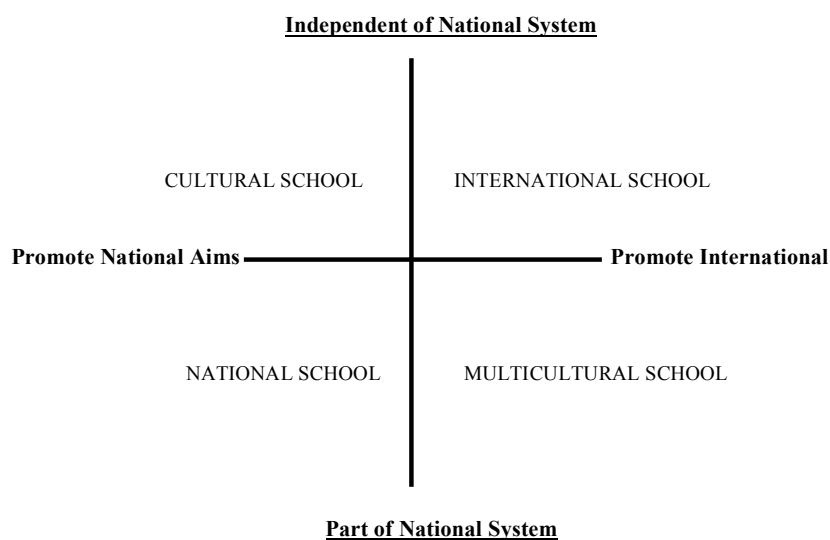 Independent of National System
CULTURAL SCHOOL
INTERNATIONAL SCHOOL
Promote National Aims
Promote International
NATIONAL SCHOOL
MULTICULTURAL SCHOOL
Part of National System